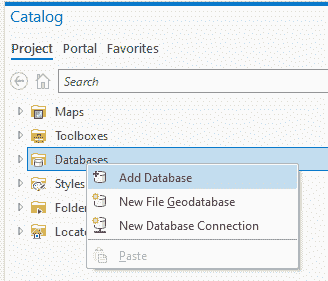 Catalog
Project Portal Favorites
Search
Maps
Toolboxes
Databases
Styles
Add Database
Folder
New File Geodatabase
Locato
New Database Connection
Paste